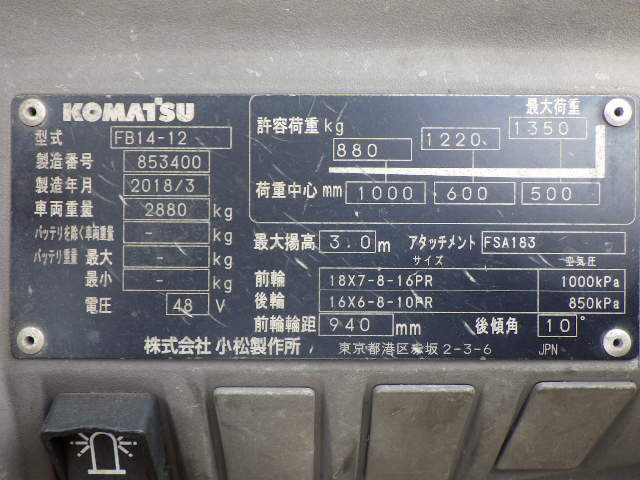 KOMATSU
型式 FB14-12
製造番号 853400
製造年月 2018/3
車両重量 2880 kg
バッテリを除く車両重量 - kg
バッテリ重量 最大 - kg
最小 - kg
電圧 48 V
許容荷重 kg 880 1220 最大荷重 1350
荷重中心 mm 1000 600 500
最大揚高 3.0 m アタッチメント FSA183
サイズ 空気圧
前輪 18X7-8-16PR 1000kPa
後輪 16X6-8-10PR 850kPa
前輪輪距 940 mm 後傾角 10°
株式会社 小松製作所 東京都港区赤坂2-3-6 JPN